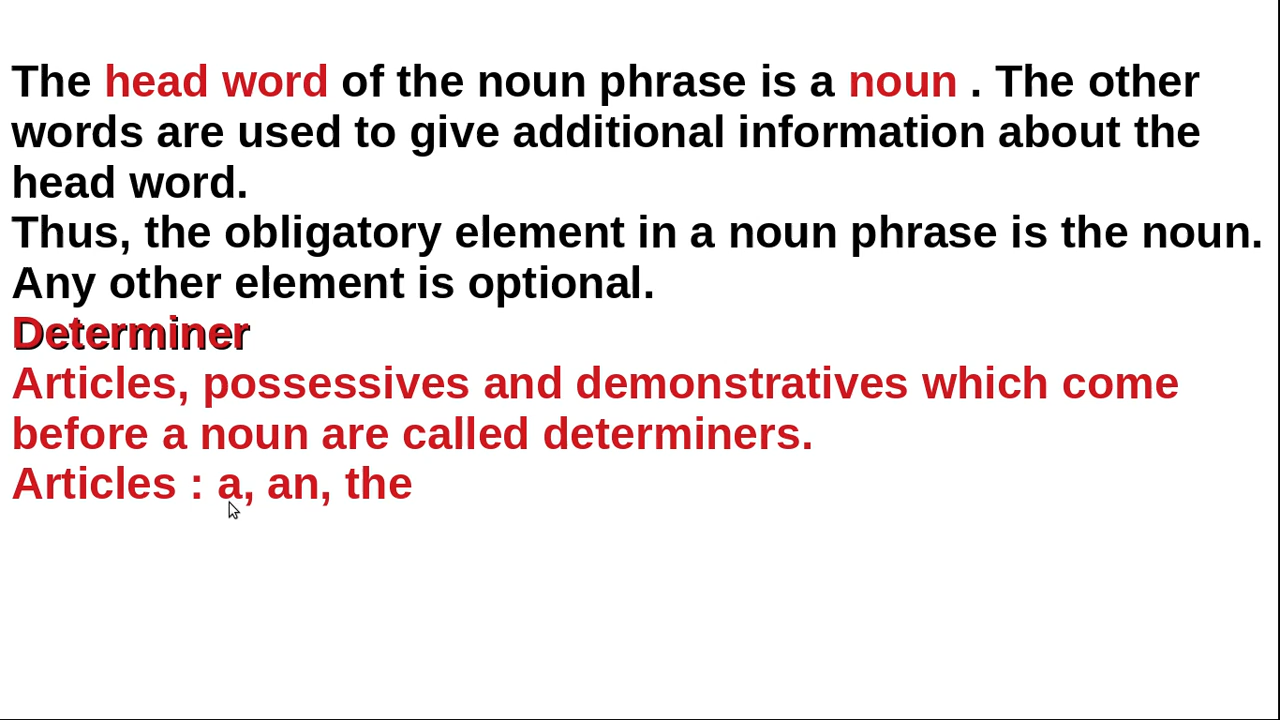 The head word of the noun phrase is a noun . The other
words are used to give additional information about the
head word.
Thus, the obligatory element in a noun phrase is the noun.
Any other element is optional.
Determiner
Articles, possessives and demonstratives which come
before a noun are called determiners.
Articles : a, an, the